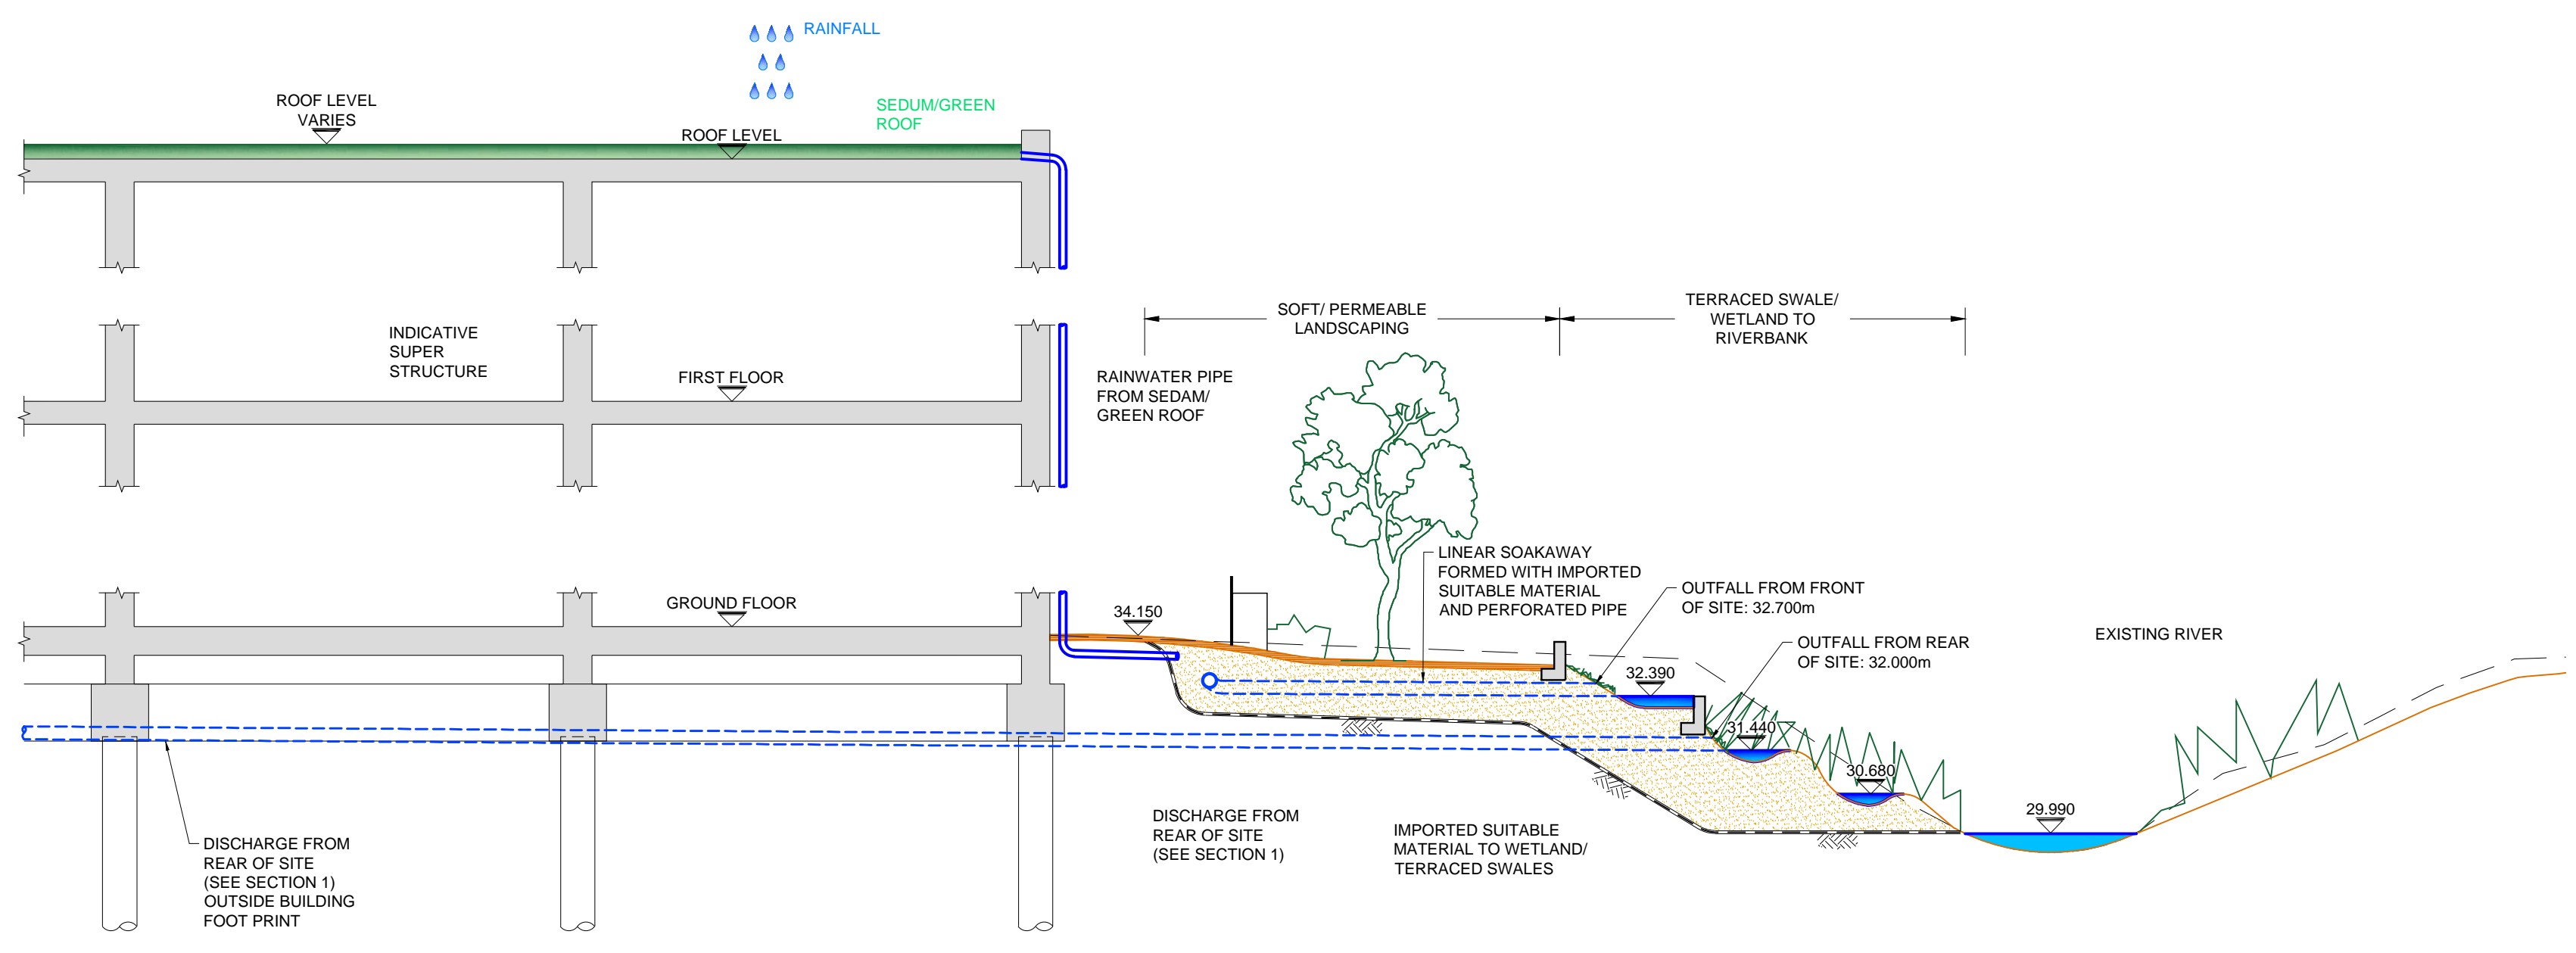 RAINFALL
ROOF LEVEL
VARIES
SEDUM/GREEN
ROOF
ROOF LEVEL
SOFT/ PERMEABLE
LANDSCAPING
TERRACED SWALE/
WETLAND TO
RIVERBANK
INDICATIVE
SUPER
STRUCTURE
FIRST FLOOR
RAINWATER PIPE
FROM SEDAM/
GREEN ROOF
LINEAR SOAKAWAY
FORMED WITH IMPORTED
SUITABLE MATERIAL
AND PERFORATED PIPE
OUTFALL FROM FRONT
OF SITE: 32.700m
GROUND FLOOR
34.150
OUTFALL FROM REAR
OF SITE: 32.000m
EXISTING RIVER
32.390
31.440
30.680
29.990
DISCHARGE FROM
REAR OF SITE
(SEE SECTION 1)
OUTSIDE BUILDING
FOOT PRINT
DISCHARGE FROM
REAR OF SITE
(SEE SECTION 1)
IMPORTED SUITABLE
MATERIAL TO WETLAND/
TERRACED SWALES